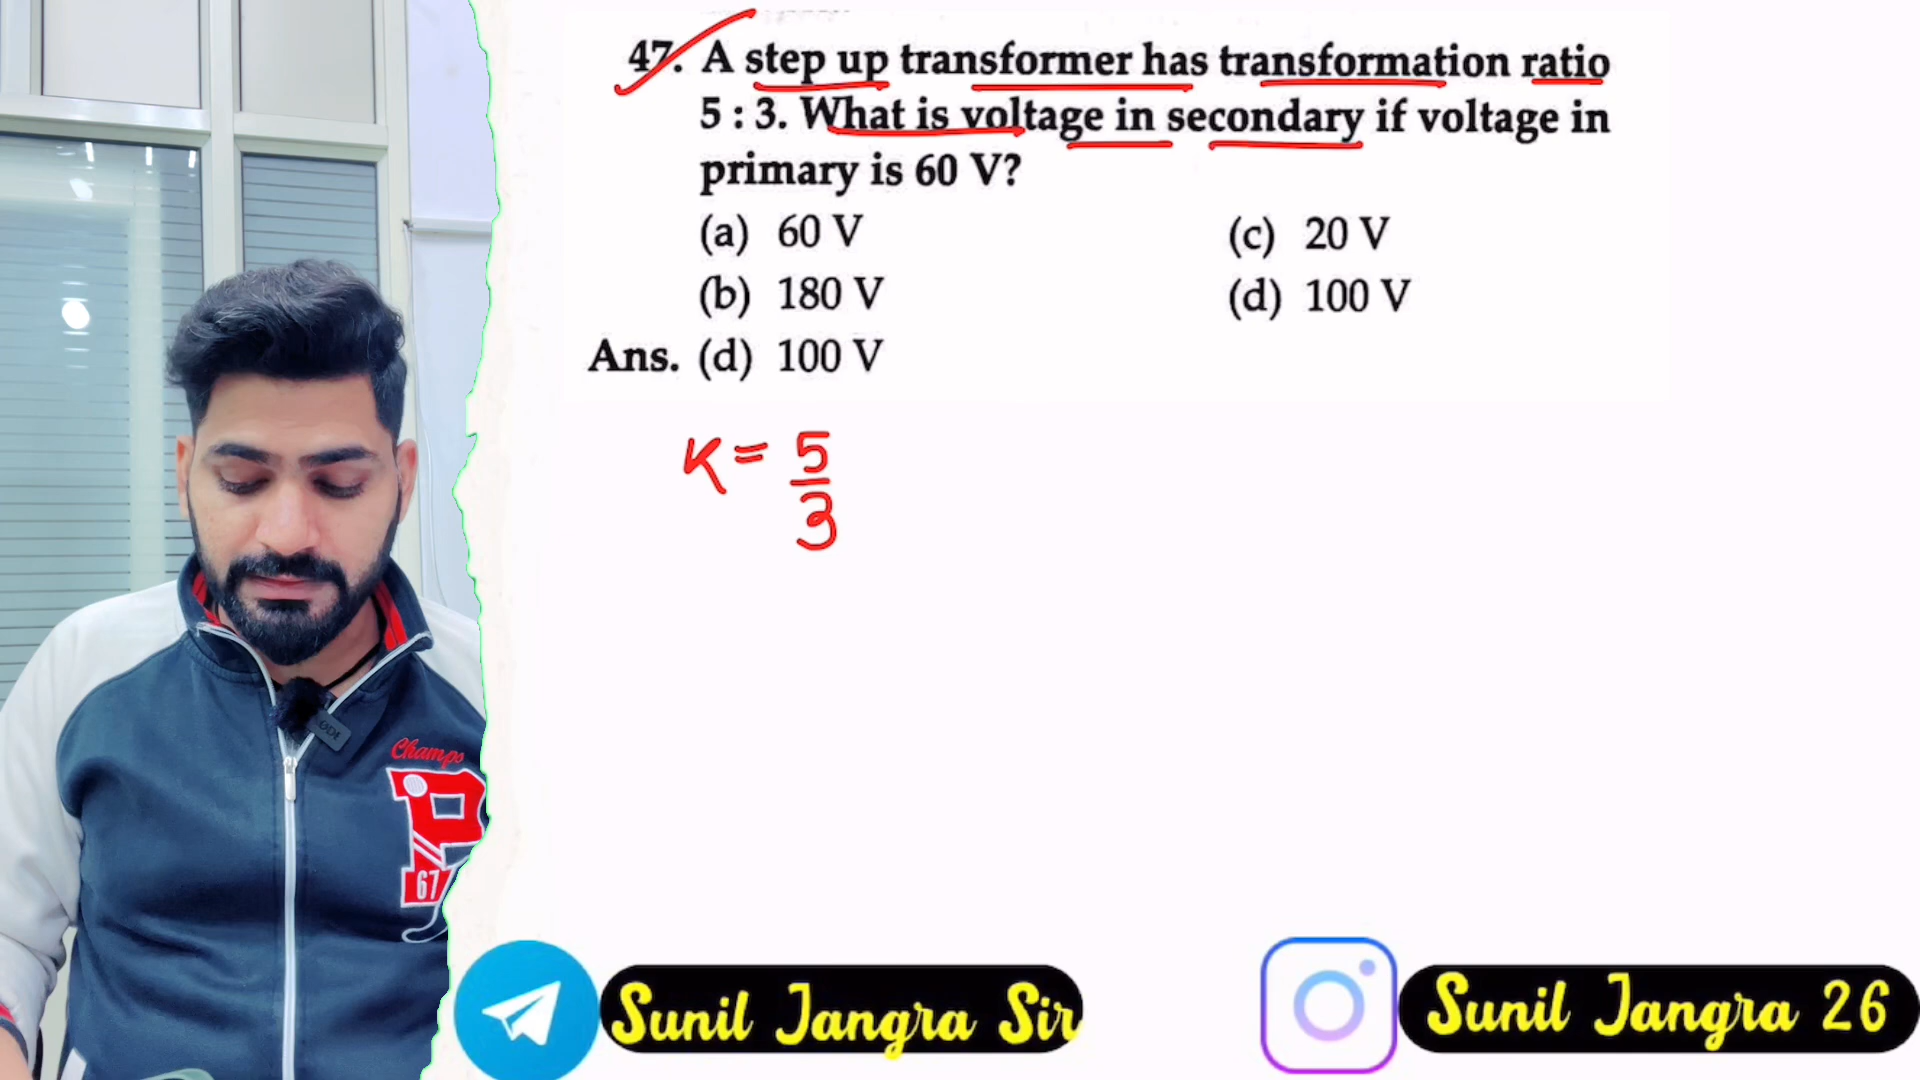 47. A step up transformer has transformation ratio
5 : 3. What is voltage in secondary if voltage in
primary is 60 V?
(a) 60 V
(c) 20 V
(b) 180 V
(d) 100 V
Ans. (d) 100 V
K = 5/3
Champs
67
Sunil Jangra Sir
Sunil Jangra 26